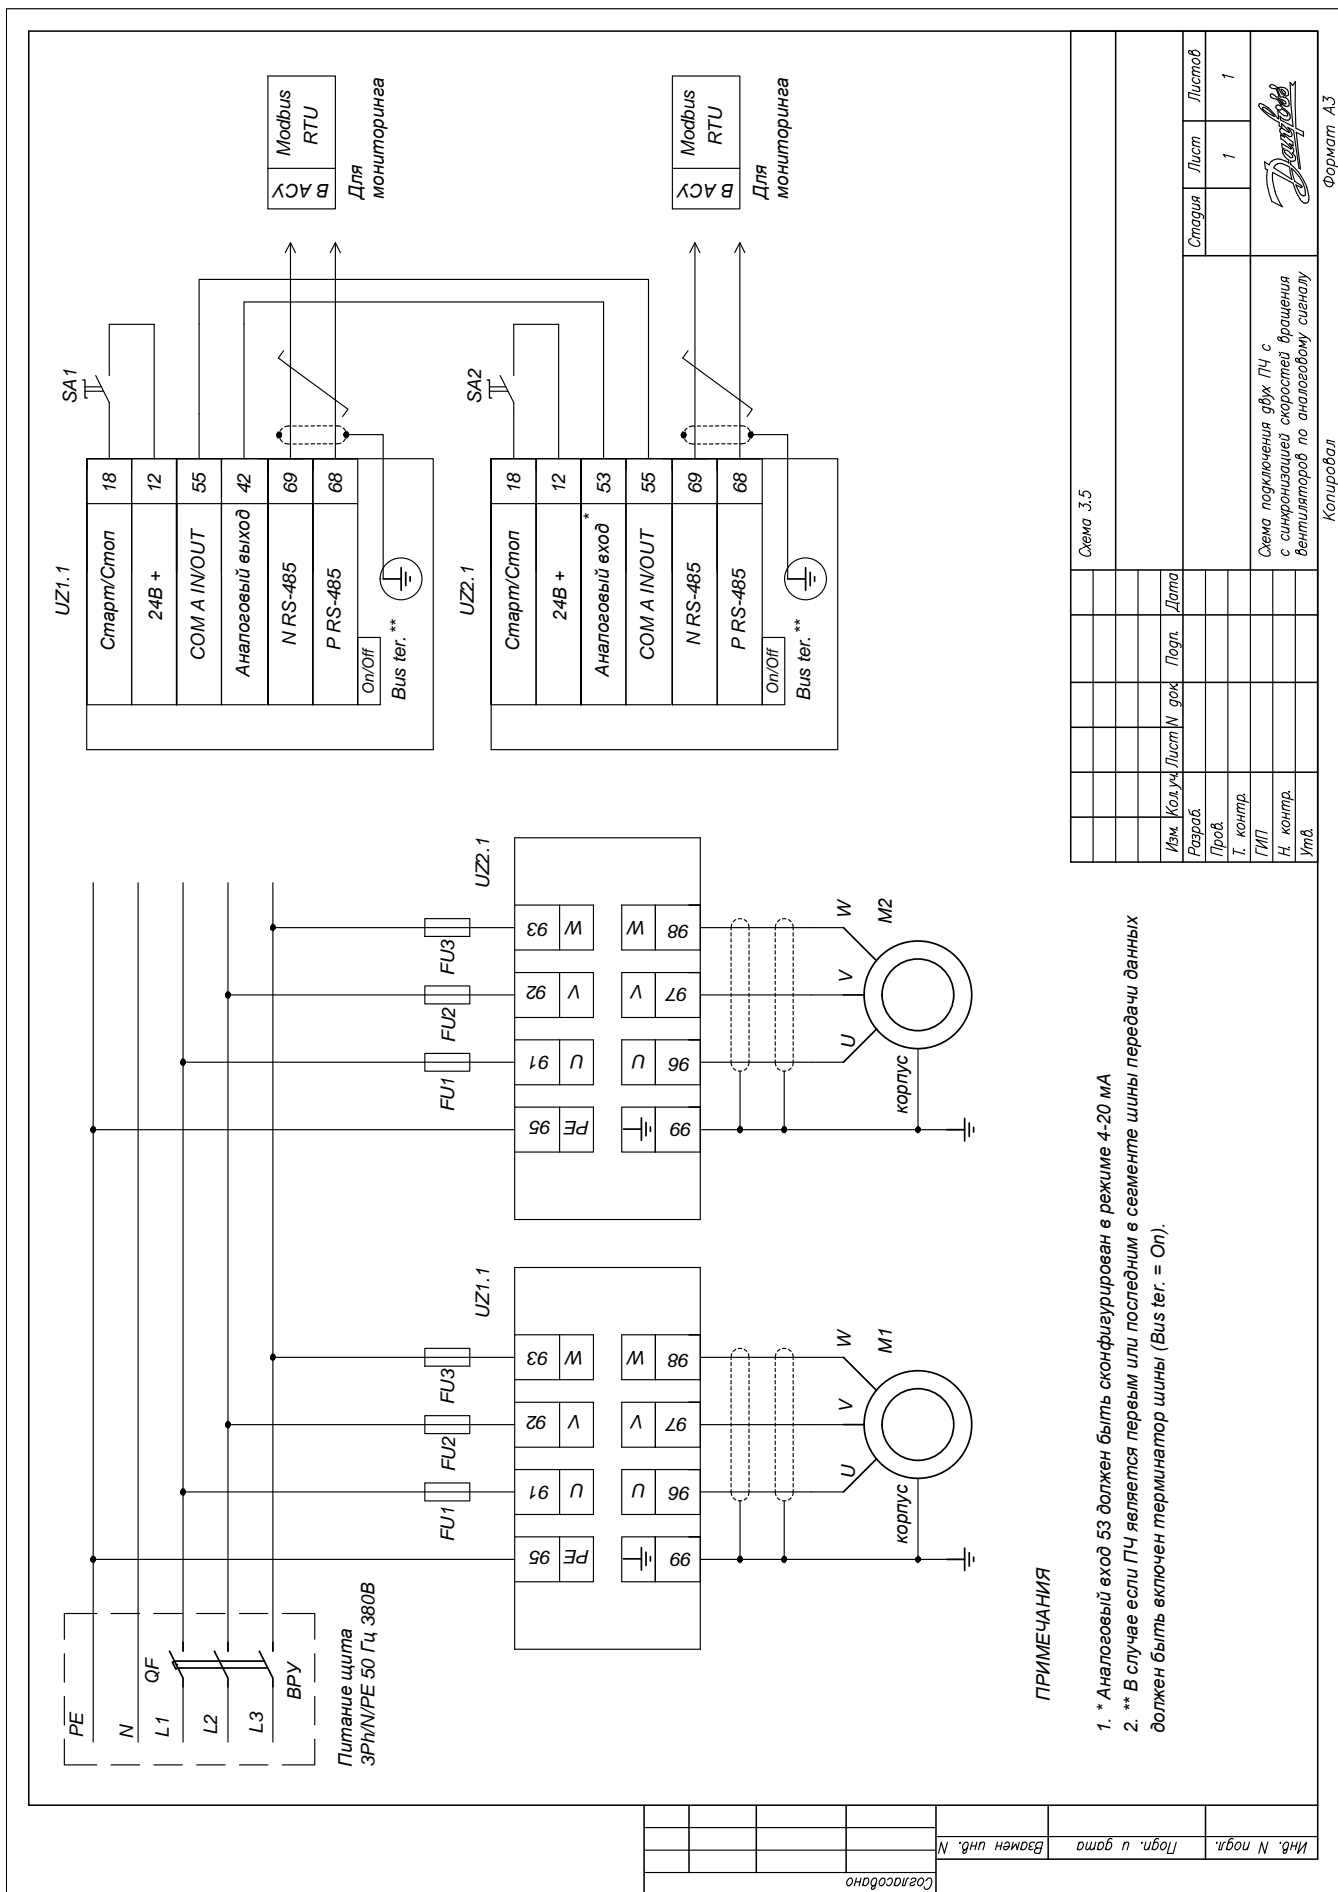 PE
N
L1
L2
L3
QF
ВРУ
Питание щита
3Ph/N/PE 50 Гц 380В
FU1
FU2
FU3
UZ1.1
95
91
92
93
PE
U
V
W
U
V
W
99
96
97
98
U
V
W
корпус
M1
FU1
FU2
FU3
UZ2.1
95
91
92
93
PE
U
V
W
U
V
W
99
96
97
98
U
V
W
корпус
M2
UZ1.1
SA1
Старт/Стоп 18
24В + 12
COM A IN/OUT 55
Аналоговый выход 42
N RS-485 69
P RS-485 68
On/Off
Bus ter. **
В АСУ
Modbus
RTU
Для
мониторинга
UZ2.1
SA2
Старт/Стоп 18
24В + 12
Аналоговый вход * 53
COM A IN/OUT 55
N RS-485 69
P RS-485 68
On/Off
Bus ter. **
В АСУ
Modbus
RTU
Для
мониторинга
ПРИМЕЧАНИЯ
1. * Аналоговый вход 53 должен быть сконфигурирован в режиме 4-20 мА
2. ** В случае если ПЧ является первым или последним в сегменте шины передачи данных
должен быть включен терминатор шины (Bus ter. = On).
Схема 3.5
Изм. Кол.уч. Лист N док. Подп. Дата
Разраб.
Пров.
Т. контр.
ГИП
Н. контр.
Утв.
Стадия Лист Листов
1 1
Схема подключения двух ПЧ с
с синхронизацией скоростей вращения
вентиляторов по аналоговому сигналу
Danfoss
Копировал
Формат А3
Согласовано
Взамен инв. N
Подп. и дата
Инв. N подл.